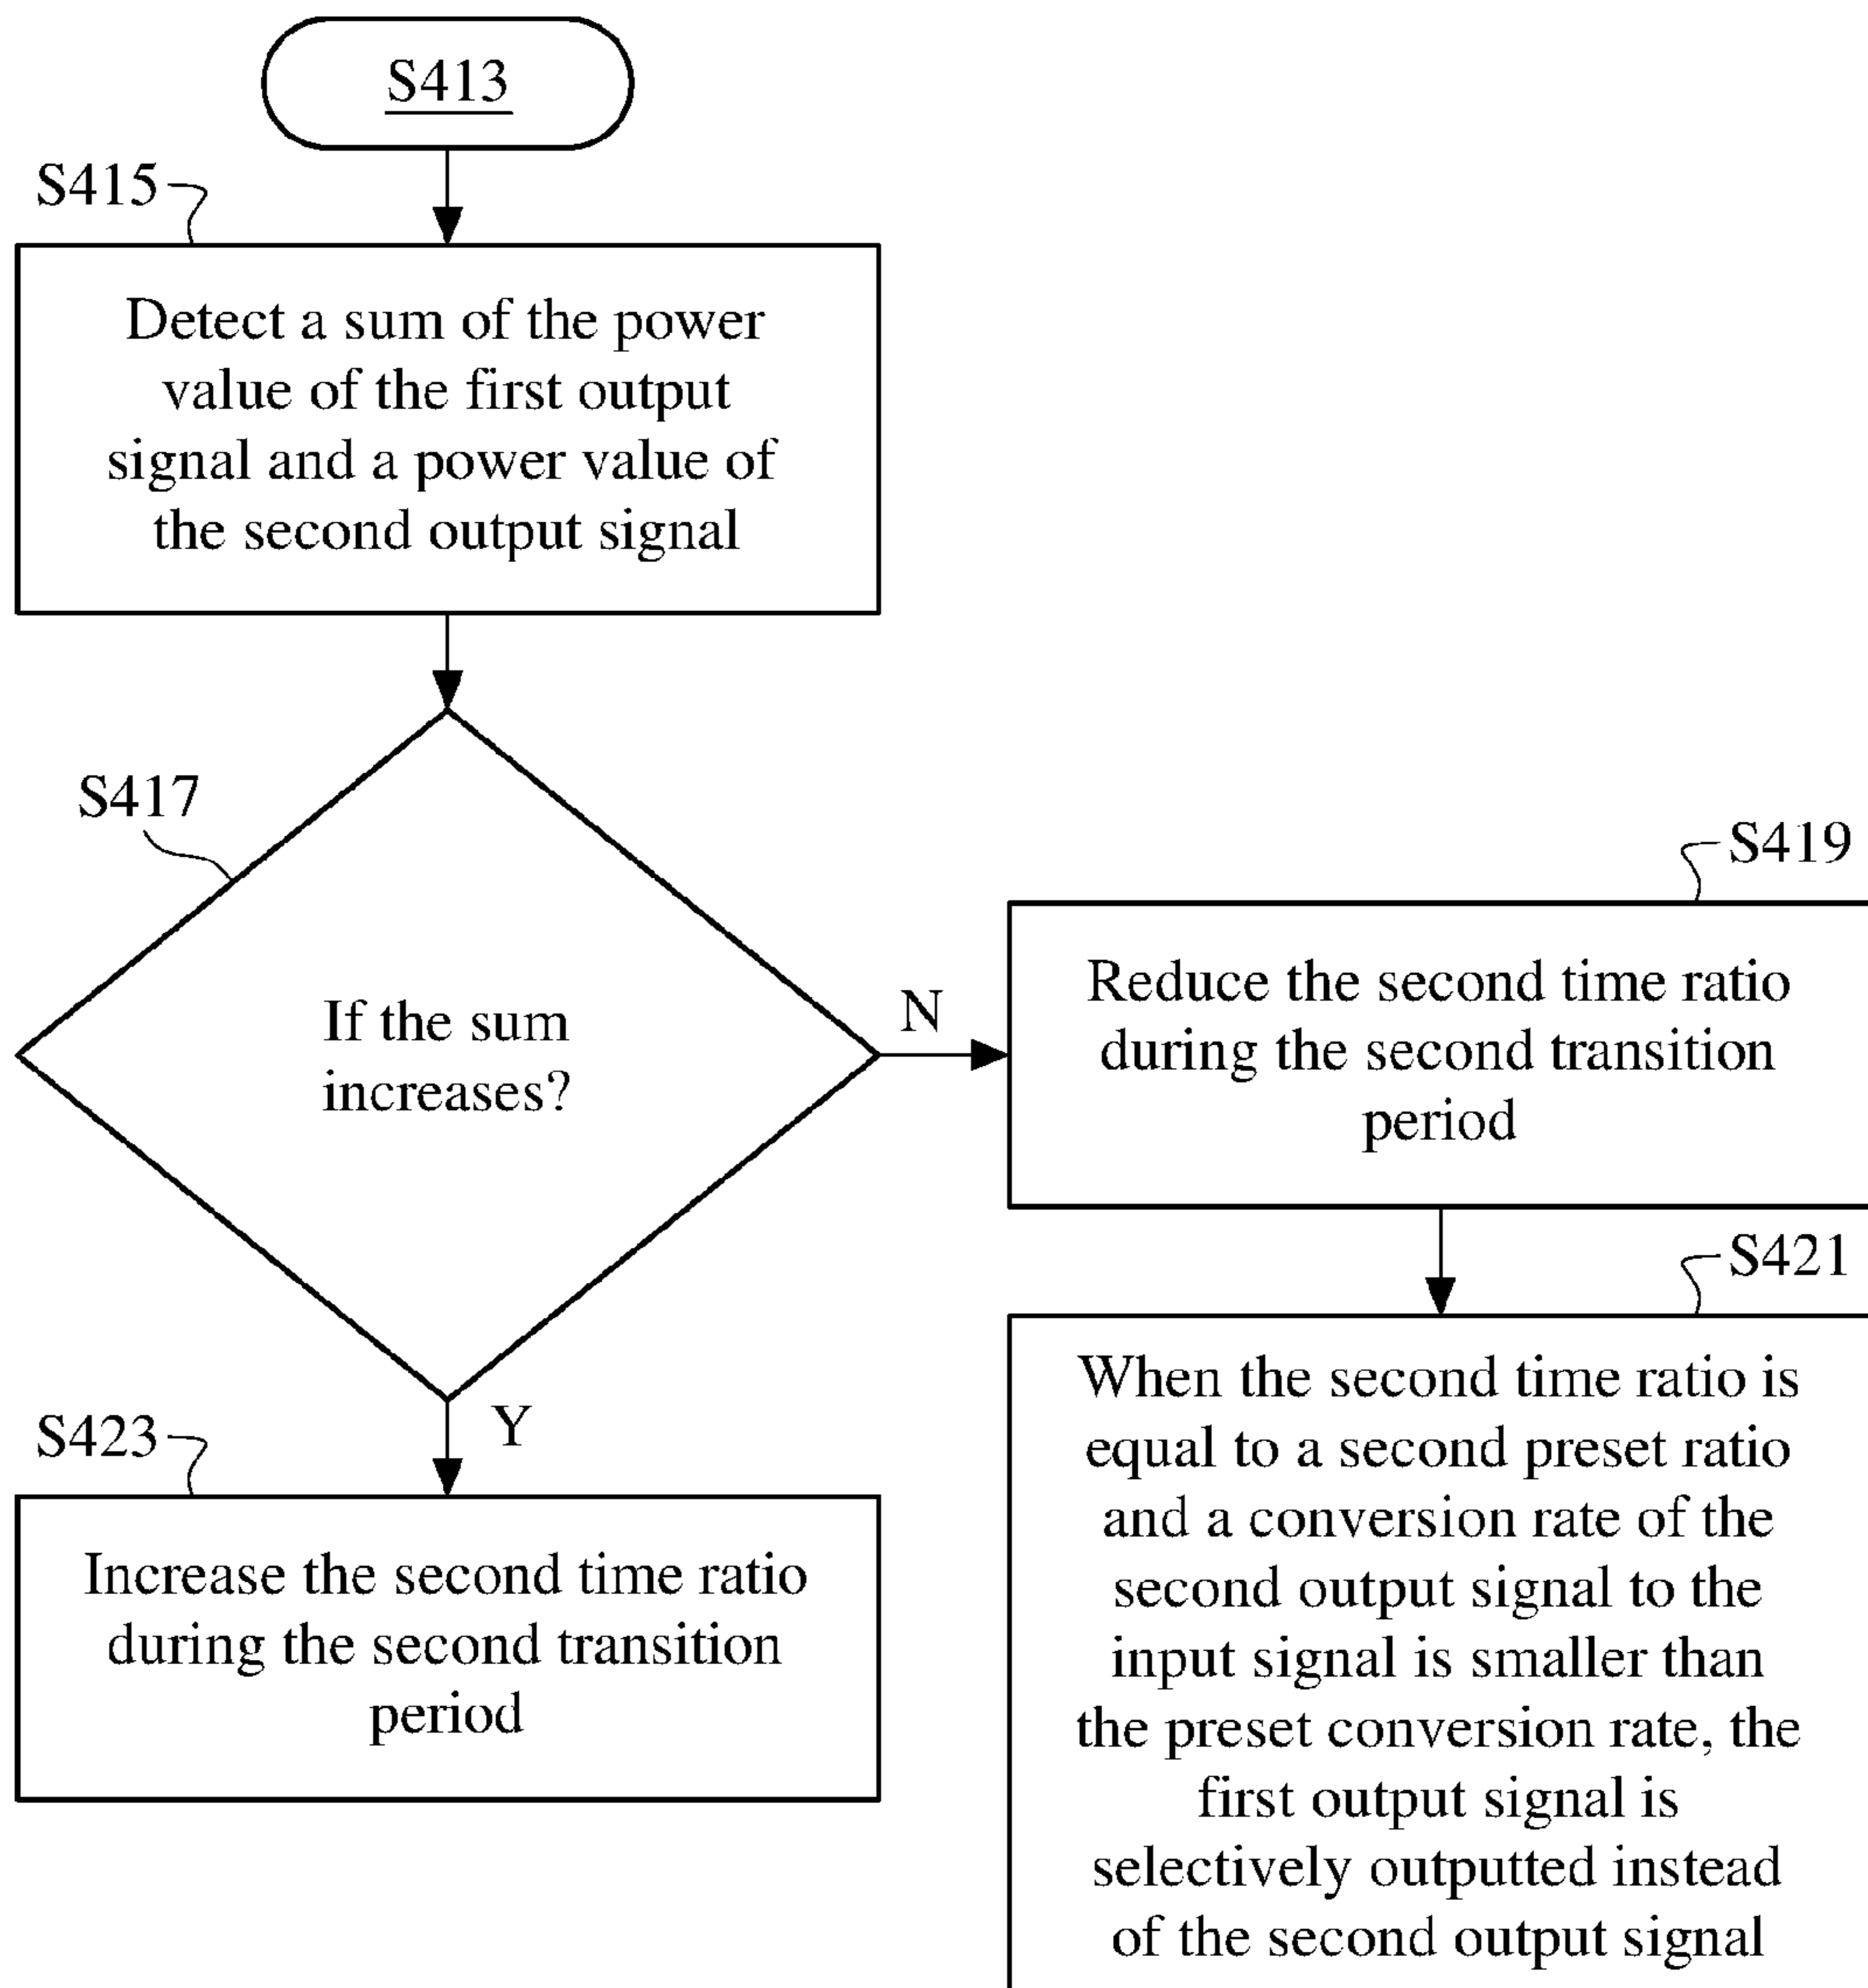 S413
S415
Detect a sum of the power
value of the first output
signal and a power value of
the second output signal
S417
If the sum
increases?
N
S419
Reduce the second time ratio
during the second transition
period
S421
When the second time ratio is
equal to a second preset ratio
and a conversion rate of the
second output signal to the
input signal is smaller than
the preset conversion rate, the
first output signal is
selectively outputted instead
of the second output signal
Y
S423
Increase the second time ratio
during the second transition
period